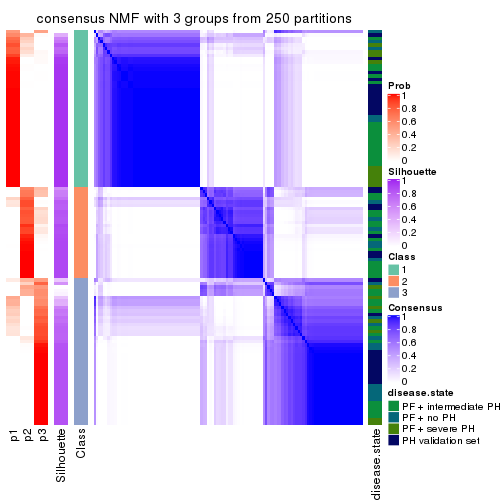 consensus NMF with 3 groups from 250 partitions
Prob
1
0.8
0.6
0.4
0.2
0
Silhouette
1
0.8
0.6
0.4
0.2
0
Class
1
2
3
Consensus
1
0.8
0.6
0.4
0.2
0
disease.state
PF + intermediate PH
PF + no PH
PF + severe PH
PH validation set
p1
p2
p3
Silhouette
Class
disease.state